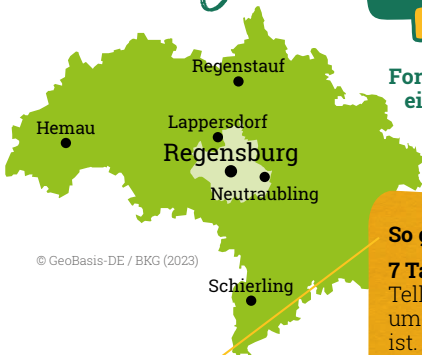 Regenstauf
Hemau
Lappersdorf
Regensburg
Neutraubling
© GeoBasis-DE / BKG (2023)
Schierling
For
ei
So g
7 Ta
Tell
um
ist.